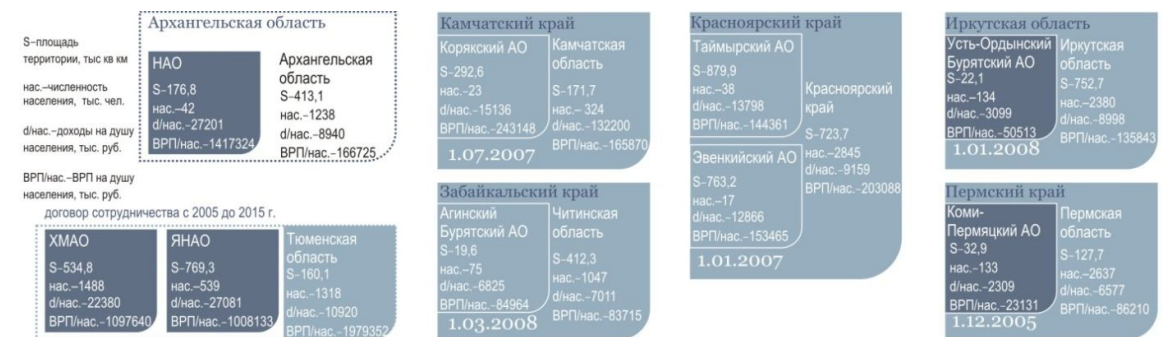 S–площадь
территории, тыс кв км
нас.–численность
населения, тыс. чел.
d/нас.–доходы на душу
населения, тыс. руб.
ВРП/нас.–ВРП на душу
населения, тыс. руб.
Архангельская область
НАО
S–176,8
нас.–42
d/нас.–27201
ВРП/нас.–1417324
Архангельская
область
S–413,1
нас.–1238
d/нас.–8940
ВРП/нас.–166725
договор сотрудничества с 2005 до 2015 г.
ХМАО
S–534,8
нас.–1488
d/нас.–22380
ВРП/нас.–1097640
ЯНАО
S–769,3
нас.–539
d/нас.–27081
ВРП/нас.–1008133
Тюменская
область
S–160,1
нас.–1318
d/нас.–10920
ВРП/нас.–1979352
Камчатский край
Корякский АО
S–292,6
нас.–23
d/нас.–15136
ВРП/нас.–243148
Камчатская
область
S–171,7
нас.– 324
d/нас.–132200
ВРП/нас.–165870
1.07.2007
Забайкальский край
Агинский
Бурятский АО
S–19,6
нас.–75
d/нас.–6825
ВРП/нас.–84964
Читинская
область
S–412,3
нас.–1047
d/нас.–7011
ВРП/нас.–83715
1.03.2008
Красноярский край
Таймырский АО
S–879,9
нас.–38
d/нас.–13798
ВРП/нас.–144361
Эвенкийский АО
S–763,2
нас.–17
d/нас.–12866
ВРП/нас.–153465
Красноярский
край
S–723,7
нас.–2845
d/нас.–9159
ВРП/нас.–203088
1.01.2007
Иркутская область
Усть-Ордынский
Бурятский АО
S–22,1
нас.–134
d/нас.–3099
ВРП/нас.–50513
Иркутская
область
S–752,7
нас.–2380
d/нас.–8998
ВРП/нас.–135843
1.01.2008
Пермский край
Коми-
Пермяцкий АО
S–32,9
нас.–133
d/нас.–2309
ВРП/нас.–23131
Пермская
область
S–127,7
нас.–2637
d/нас.–6577
ВРП/нас.–86210
1.12.2005